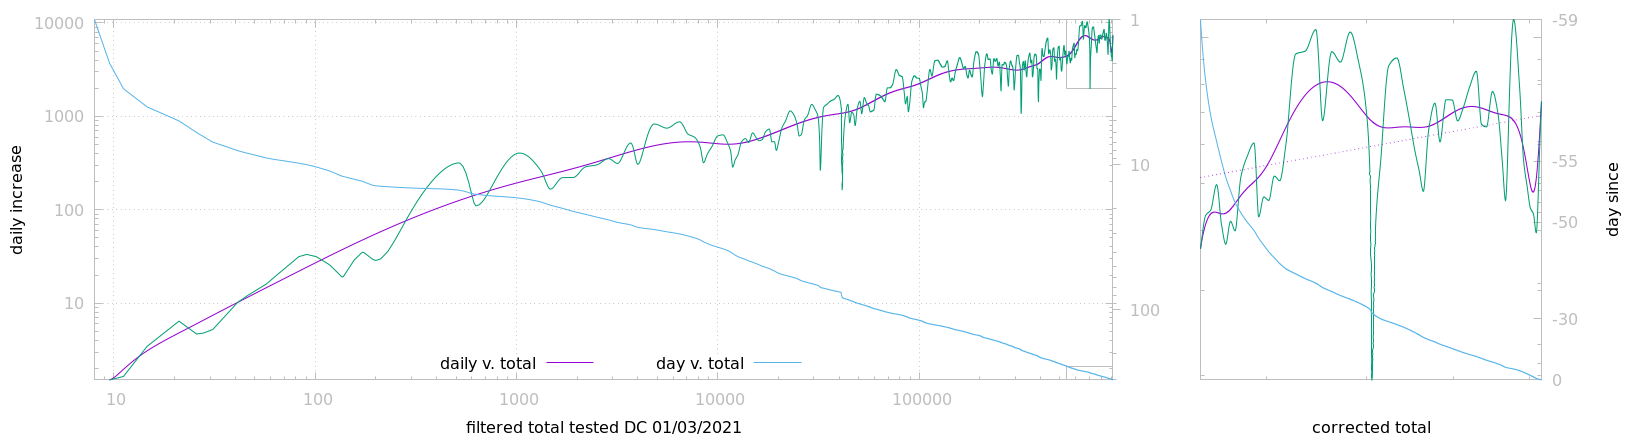 10000
1000
100
10
daily increase
1
10
100
daily v. total
day v. total
10
100
1000
10000
100000
filtered total tested DC 01/03/2021
-59
-55
-50
-30
0
day since
corrected total